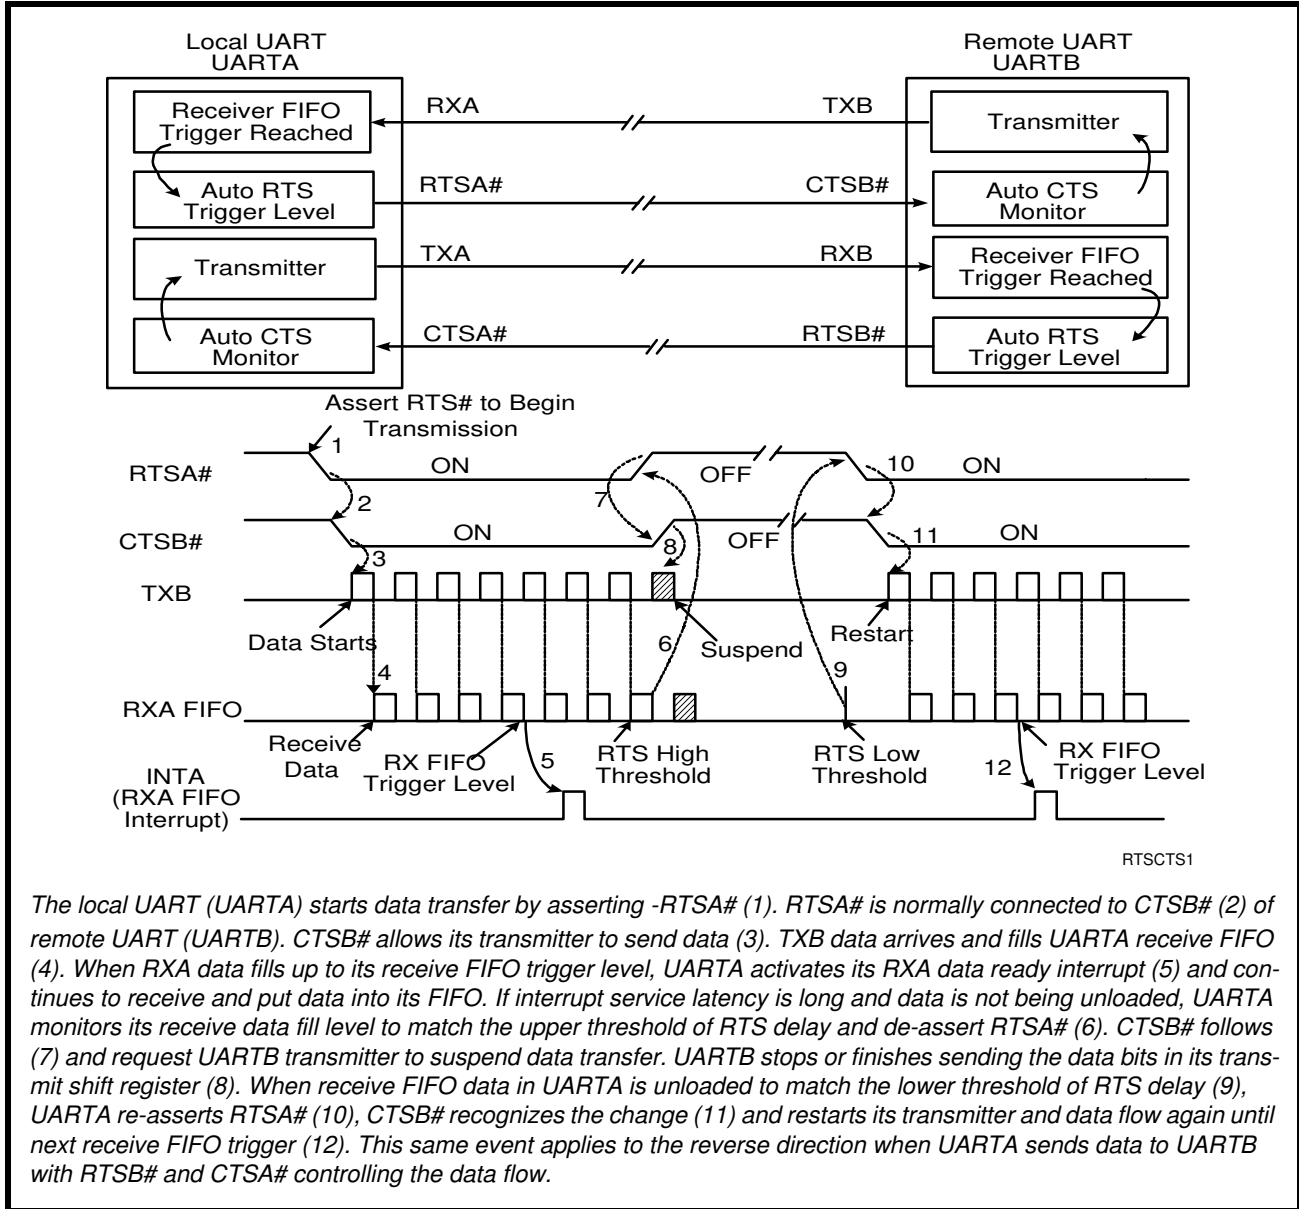 Local UART
UARTA
Remote UART
UARTB
Receiver FIFO
Trigger Reached
RXA
TXB
Transmitter
Auto RTS
Trigger Level
RTSA#
CTSB#
Auto CTS
Monitor
Transmitter
TXA
RXB
Receiver FIFO
Trigger Reached
Auto CTS
Monitor
CTSA#
RTSB#
Auto RTS
Trigger Level
Assert RTS# to Begin
Transmission
1
RTSA#
ON
OFF
10
ON
2
7
CTSB#
ON
8
OFF
11
ON
3
TXB
Data Starts
6
Suspend
Restart
4
9
RXA FIFO
Receive
Data
RX FIFO
Trigger Level
5
RTS High
Threshold
RTS Low
Threshold
12
RX FIFO
Trigger Level
INTA
(RXA FIFO
Interrupt)
RTSCTS1
The local UART (UARTA) starts data transfer by asserting -RTSA# (1). RTSA# is normally connected to CTSB# (2) of
remote UART (UARTB). CTSB# allows its transmitter to send data (3). TXB data arrives and fills UARTA receive FIFO
(4). When RXA data fills up to its receive FIFO trigger level, UARTA activates its RXA data ready interrupt (5) and con-
tinues to receive and put data into its FIFO. If interrupt service latency is long and data is not being unloaded, UARTA
monitors its receive data fill level to match the upper threshold of RTS delay and de-assert RTSA# (6). CTSB# follows
(7) and request UARTB transmitter to suspend data transfer. UARTB stops or finishes sending the data bits in its trans-
mit shift register (8). When receive FIFO data in UARTA is unloaded to match the lower threshold of RTS delay (9),
UARTA re-asserts RTSA# (10), CTSB# recognizes the change (11) and restarts its transmitter and data flow again until
next receive FIFO trigger (12). This same event applies to the reverse direction when UARTA sends data to UARTB
with RTSB# and CTSA# controlling the data flow.